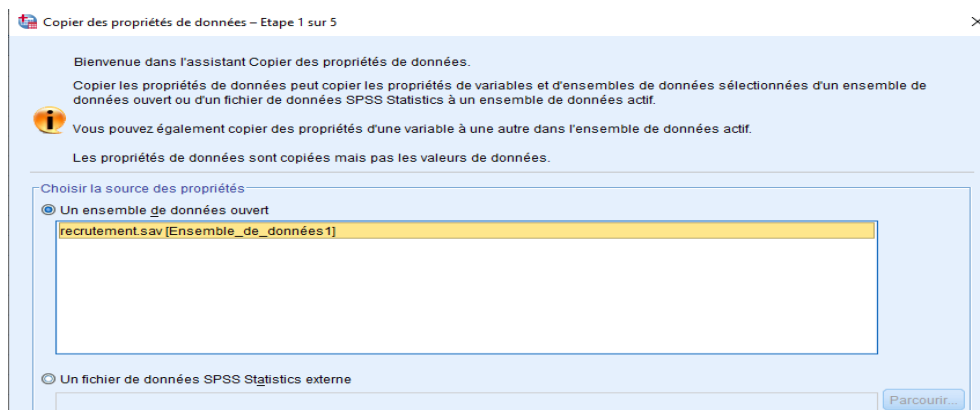 Copier des propriétés de données – Etape 1 sur 5
Bienvenue dans l'assistant Copier des propriétés de données.
Copier les propriétés de données peut copier les propriétés de variables et d'ensembles de données sélectionnées d'un ensemble de
données ouvert ou d'un fichier de données SPSS Statistics à un ensemble de données actif.
Vous pouvez également copier des propriétés d'une variable à une autre dans l'ensemble de données actif.
Les propriétés de données sont copiées mais pas les valeurs de données.
Choisir la source des propriétés
Un ensemble de données ouvert
recrutement.sav [Ensemble_de_données1]
Un fichier de données SPSS Statistics externe
Parcourir...